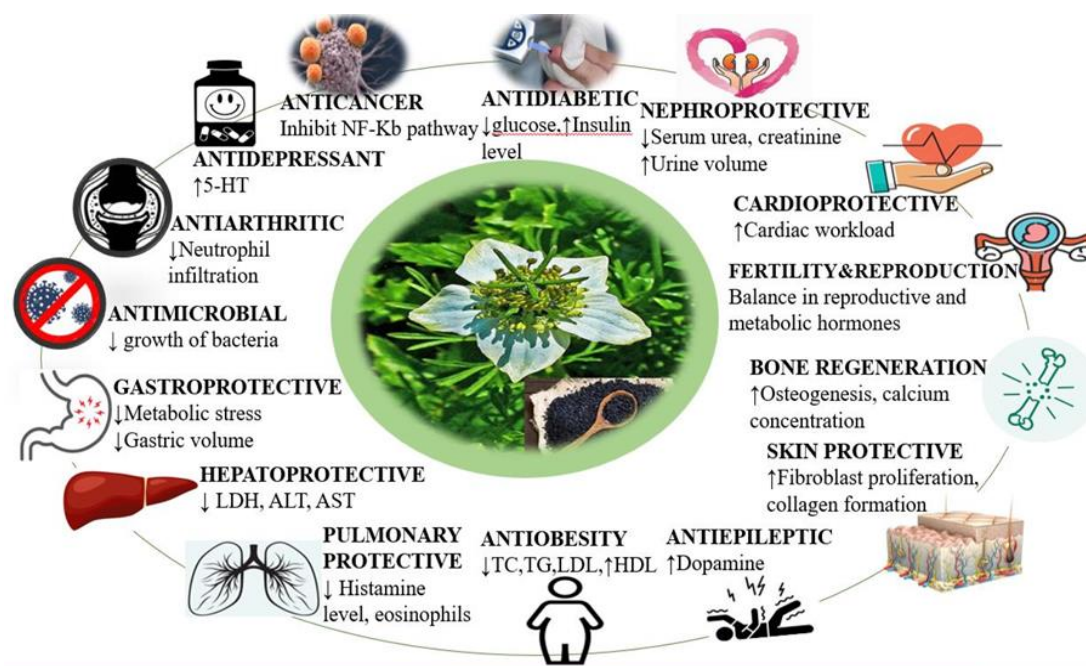 ANTICANCER
Inhibit NF-Kb pathway
ANTIDIABETIC
↓glucose,↑Insulin
level
NEPHROPROTECTIVE
↓Serum urea, creatinine
↑Urine volume
CARDIOPROTECTIVE
↑Cardiac workload
FERTILITY&REPRODUCTION
Balance in reproductive and
metabolic hormones
BONE REGENERATION
↑Osteogenesis, calcium
concentration
SKIN PROTECTIVE
↑Fibroblast proliferation,
collagen formation
ANTIEPILEPTIC
↑Dopamine
ANTIOBESITY
↓TC,TG,LDL,↑HDL
PULMONARY
PROTECTIVE
↓ Histamine
level, eosinophils
HEPATOPROTECTIVE
↓ LDH, ALT, AST
GASTROPROTECTIVE
↓Metabolic stress
↓Gastric volume
ANTIMICROBIAL
↓ growth of bacteria
ANTIARTHRITIC
↓Neutrophil
infiltration
ANTIDEPRESSANT
↑5-HT